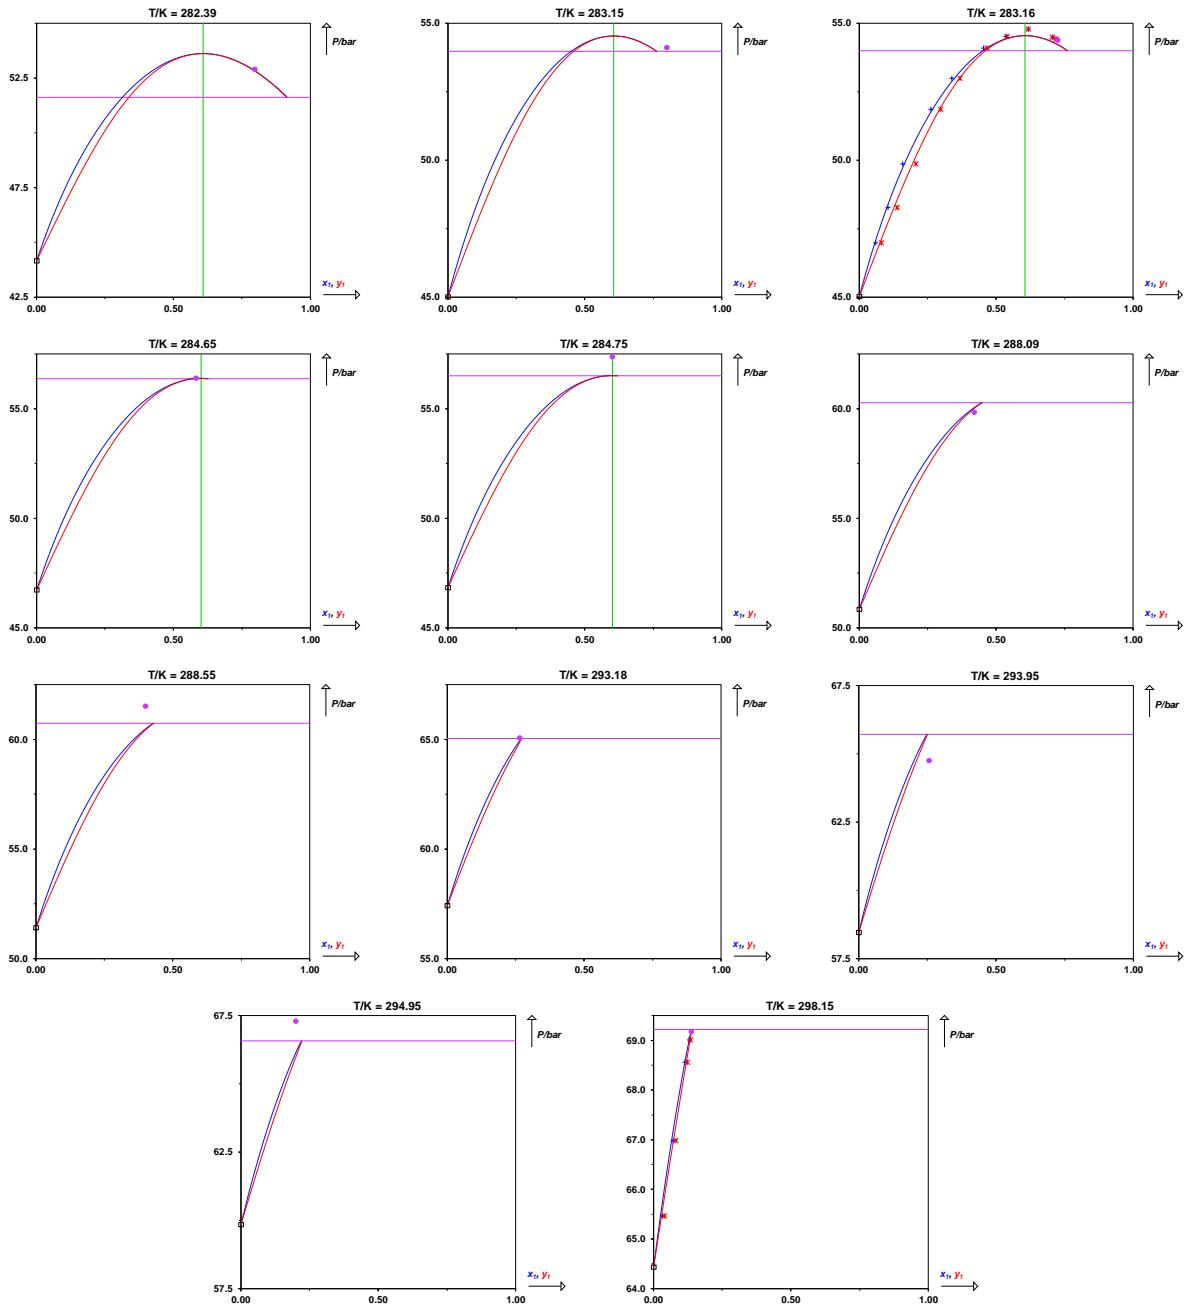 T/K = 282.39
P/bar
52.5
47.5
42.5
0.00
0.50
1.00
x1, y1
T/K = 283.15
P/bar
55.0
50.0
45.0
0.00
0.50
1.00
x1, y1
T/K = 283.16
P/bar
55.0
50.0
45.0
0.00
0.50
1.00
x1, y1
T/K = 284.65
P/bar
55.0
50.0
45.0
0.00
0.50
1.00
x1, y1
T/K = 284.75
P/bar
55.0
50.0
45.0
0.00
0.50
1.00
x1, y1
T/K = 288.09
P/bar
60.0
55.0
50.0
0.00
0.50
1.00
x1, y1
T/K = 288.55
P/bar
60.0
55.0
50.0
0.00
0.50
1.00
x1, y1
T/K = 293.18
P/bar
65.0
60.0
55.0
0.00
0.50
1.00
x1, y1
T/K = 293.95
P/bar
67.5
62.5
57.5
0.00
0.50
1.00
x1, y1
T/K = 294.95
P/bar
67.5
62.5
57.5
0.00
0.50
1.00
x1, y1
T/K = 298.15
P/bar
69.0
68.0
67.0
66.0
65.0
64.0
0.00
0.50
1.00
x1, y1